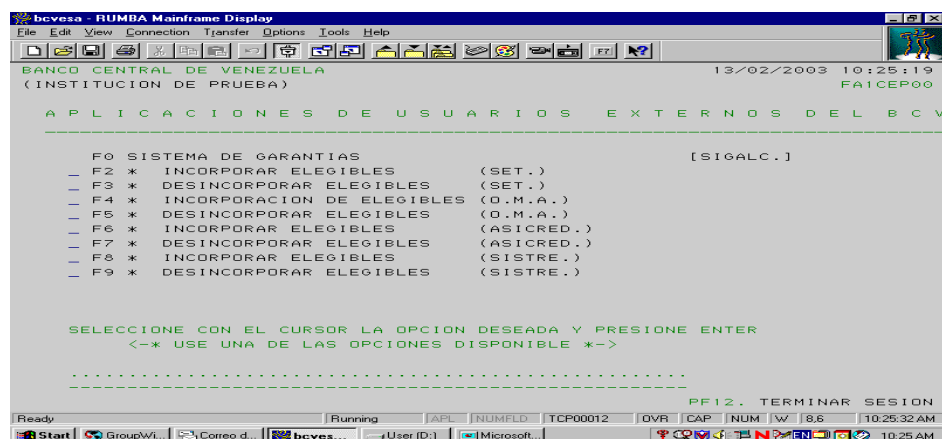 bcvesa - RUMBA Mainframe Display
File Edit View Connection Transfer Options Tools Help
BANCO CENTRAL DE VENEZUELA 13/02/2003 10:25:19
(INSTITUCION DE PRUEBA) FA1CEP00
A P L I C A C I O N E S D E U S U A R I O S E X T E R N O S D E L B C V
F0 SISTEMA DE GARANTIAS [SIGALC.]
_ F2 * INCORPORAR ELEGIBLES (SET.)
_ F3 * DESINCORPORAR ELEGIBLES (SET.)
_ F4 * INCORPORACION DE ELEGIBLES (O.M.A.)
_ F5 * DESINCORPORAR ELEGIBLES (O.M.A.)
_ F6 * INCORPORAR ELEGIBLES (ASICRED.)
_ F7 * DESINCORPORAR ELEGIBLES (ASICRED.)
_ F8 * INCORPORAR ELEGIBLES (SISTRE.)
_ F9 * DESINCORPORAR ELEGIBLES (SISTRE.)
SELECCIONE CON EL CURSOR LA OPCION DESEADA Y PRESIONE ENTER
<-* USE UNA DE LAS OPCIONES DISPONIBLE *->
PF12. TERMINAR SESION
Ready Running APL NUMFLD TCP00012 OVR CAP NUM W 8,6 10:25:32 AM
Start GroupWi... Correo d... bcves... User (D:) Microsoft... EN 10:25 AM